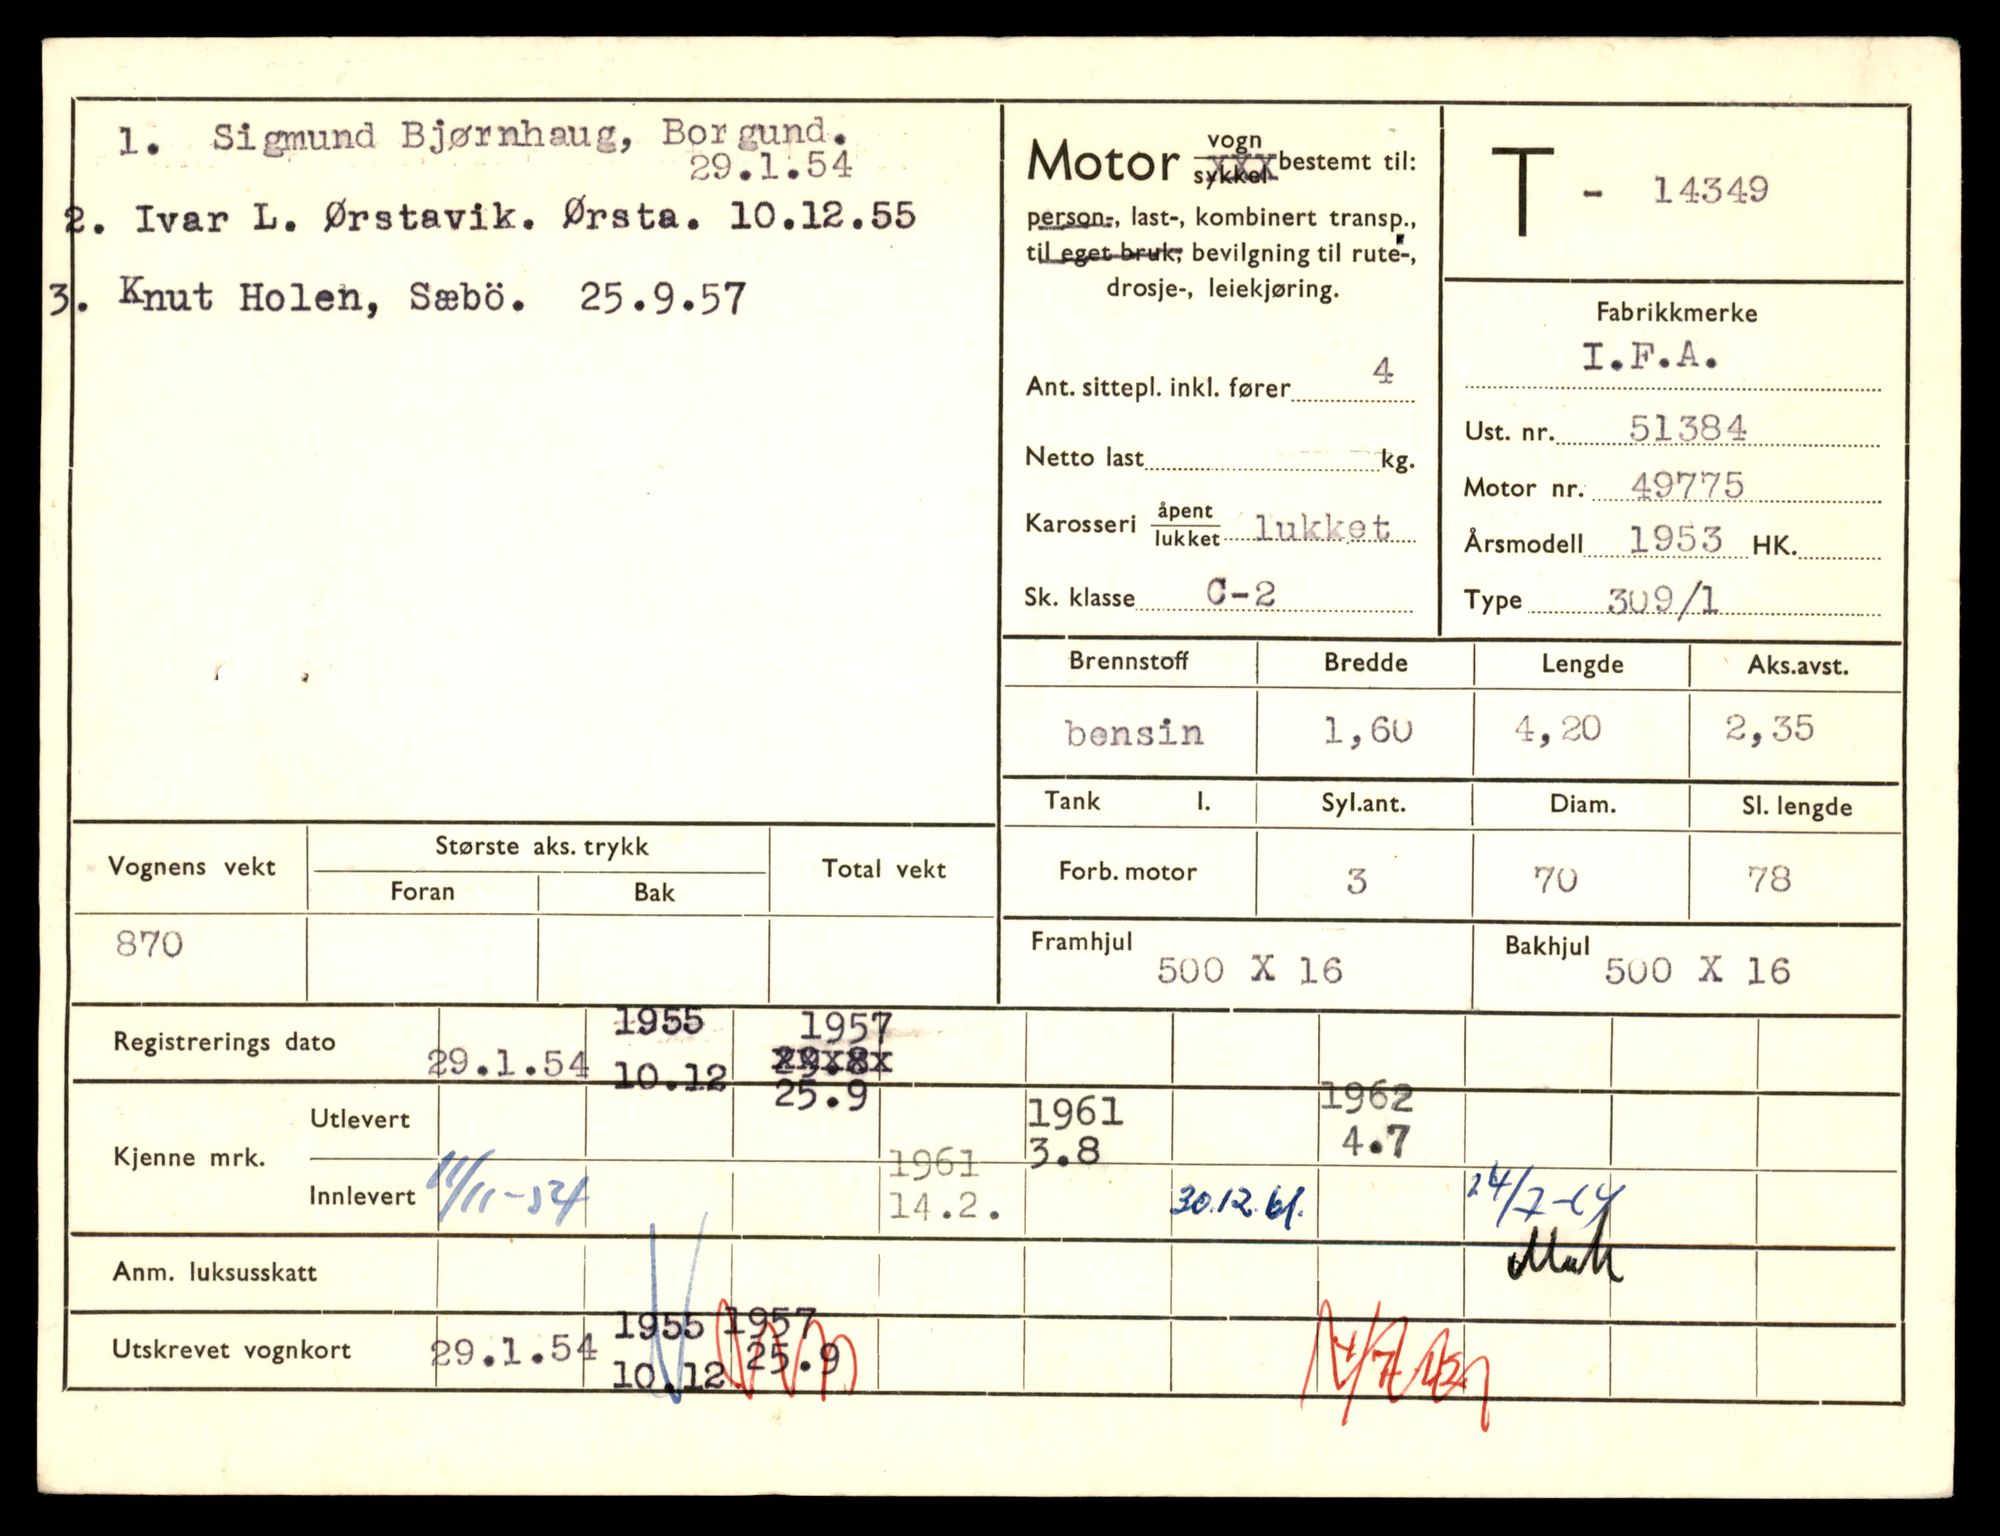 1. Sigmund Bjørnhaug, Borgund.
29.1.54
2. Ivar L. Ørstavik. Ørsta. 10.12.55
3. Knut Holen, Sæbö. 25.9.57
Motor vogn sykkel bestemt til:
person-, last-, kombinert transp.,
til eget bruk, bevilgning til rute-,
drosje-, leiekjøring.
Ant. sittepl. inkl. fører 4
Netto last kg.
Karosseri åpent lukket lukket
Sk. klasse C-2
T - 14349
Fabrikkmerke
I.F.A.
Ust. nr. 51384
Motor nr. 49775
Årsmodell 1953 HK.
Type 309/1
Brennstoff Bredde Lengde Aks.avst.
bensin 1,60 4,20 2,35
Tank l. Syl.ant. Diam. Sl. lengde
Forb. motor 3 70 78
Framhjul 500 X 16 Bakhjul 500 X 16
Vognens vekt Største aks. trykk Total vekt
Foran Bak
870
Registrerings dato 29.1.54 1955 10.12 1957 29.8 25.9
Kjenne mrk.
Utlevert 1961 3.8 1962 4.7
Innlevert 11/11-54 1961 14.2. 30.12.61. 24/7-64
Anm. luksusskatt
Utskrevet vognkort 29.1.54 1955 10.12 1957 25.9